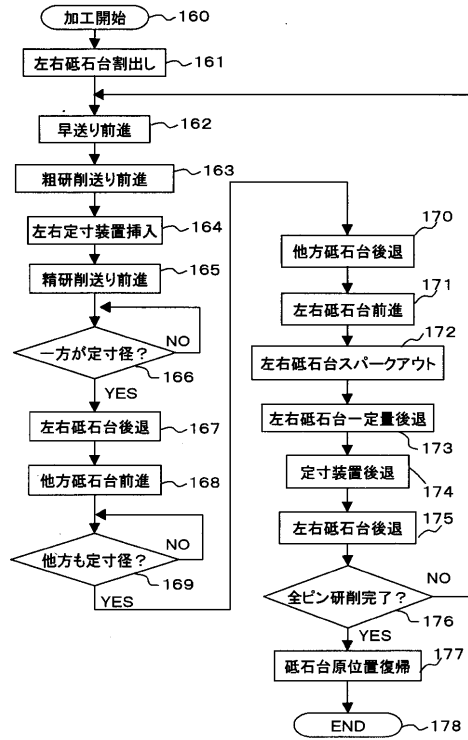 加工開始
160
左右砥石台割出し
161
早送り前進
162
粗研削送り前進
163
左右定寸装置挿入
164
精研削送り前進
165
一方が定寸径？
NO
166
YES
左右砥石台後退
167
他方砥石台前進
168
他方も定寸径？
NO
169
YES
他方砥石台後退
170
左右砥石台前進
171
左右砥石台スパークアウト
172
左右砥石台一定量後退
173
定寸装置後退
174
左右砥石台後退
175
全ピン研削完了？
NO
176
YES
砥石台原位置復帰
177
END
178